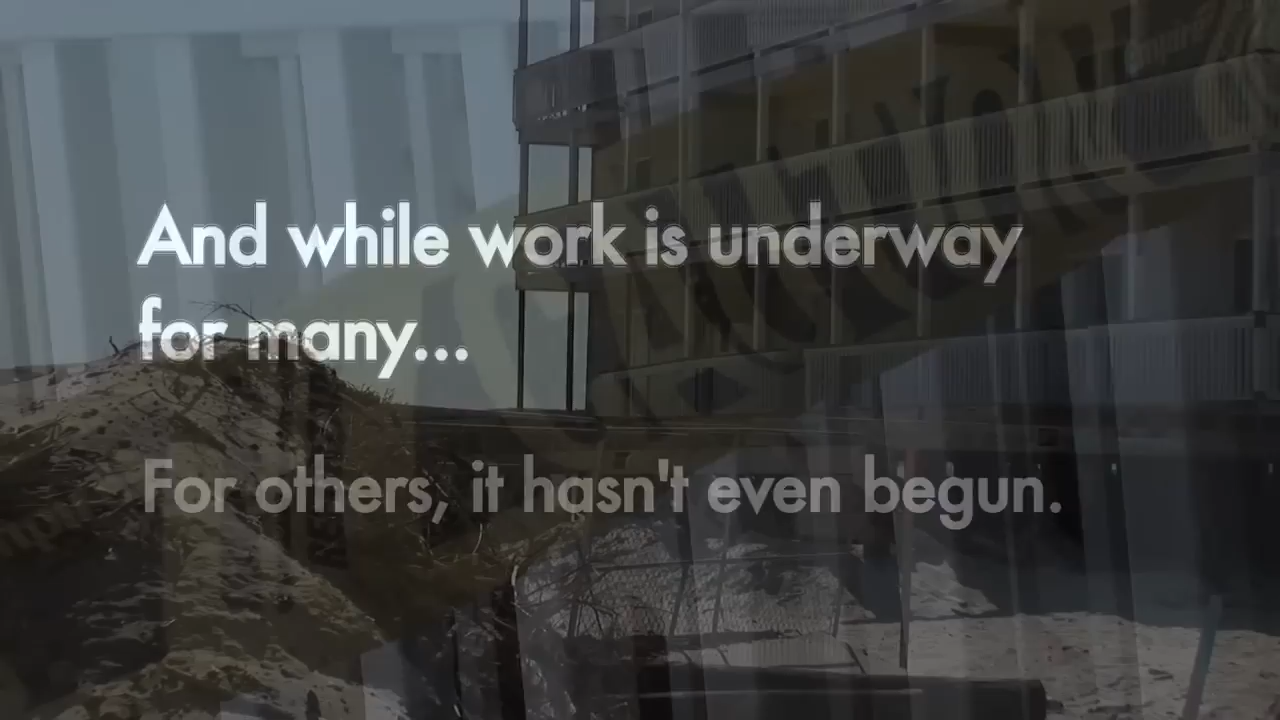 And while work is underway
for many...
For others, it hasn't even begun.